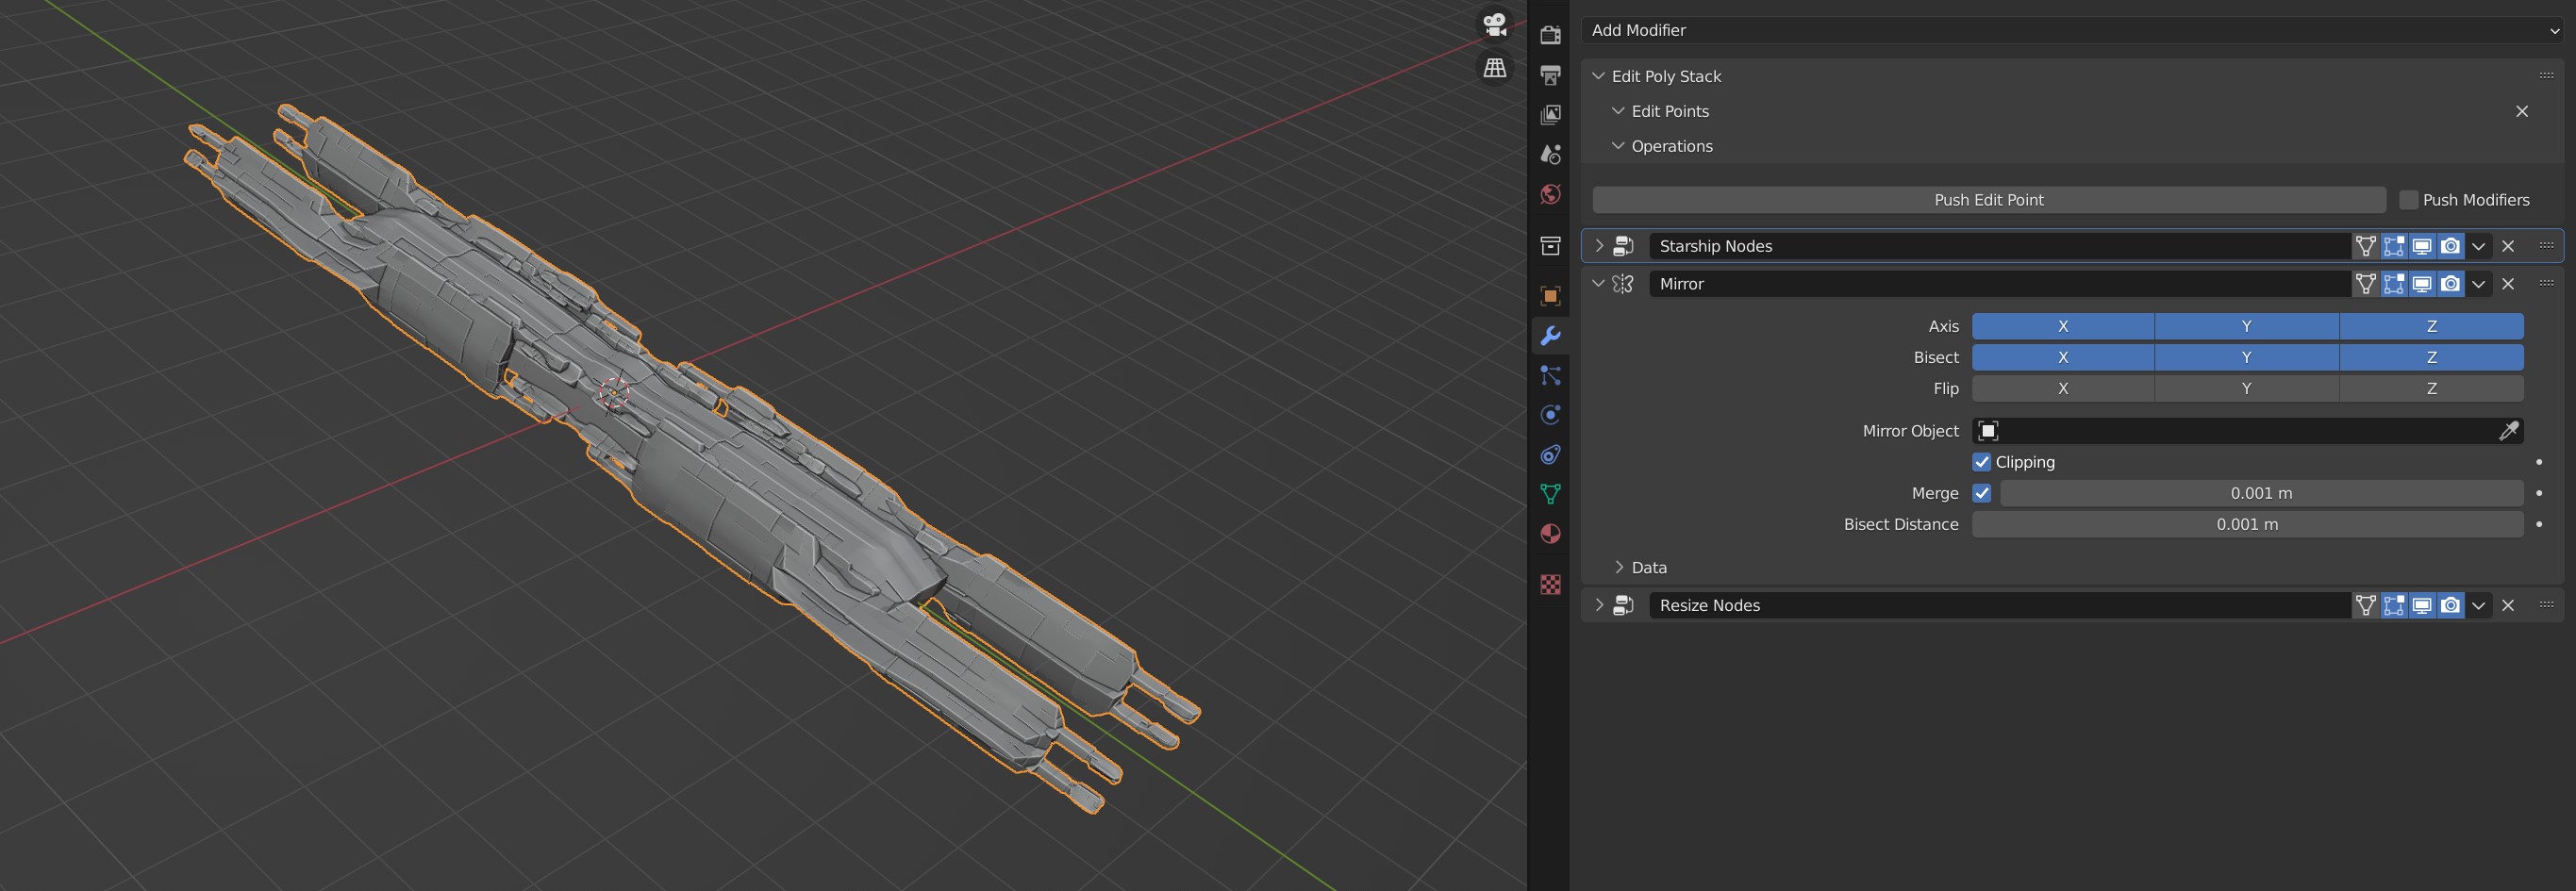 Add Modifier
Edit Poly Stack
Edit Points
Operations
Push Edit Point Push Modifiers
Starship Nodes
Mirror
Axis X Y Z
Bisect X Y Z
Flip X Y Z
Mirror Object
Clipping
Merge 0.001 m
Bisect Distance 0.001 m
Data
Resize Nodes